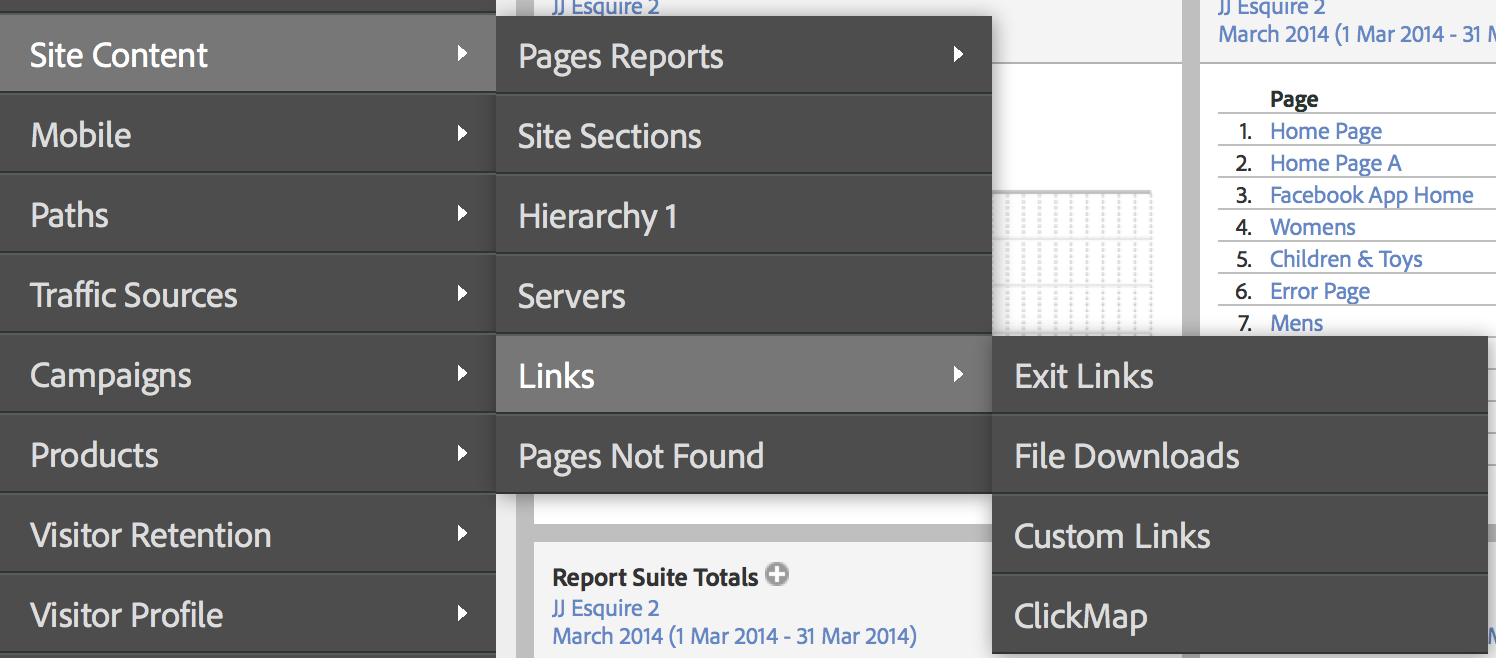 JJ Esquire 2
JJ Esquire 2
March 2014 (1 Mar 2014 - 31 M
Site Content
Mobile
Paths
Traffic Sources
Campaigns
Products
Visitor Retention
Visitor Profile
Pages Reports
Site Sections
Hierarchy 1
Servers
Links
Pages Not Found
Exit Links
File Downloads
Custom Links
ClickMap
Page
1. Home Page
2. Home Page A
3. Facebook App Home
4. Womens
5. Children & Toys
6. Error Page
7. Mens
Report Suite Totals
JJ Esquire 2
March 2014 (1 Mar 2014 - 31 Mar 2014)